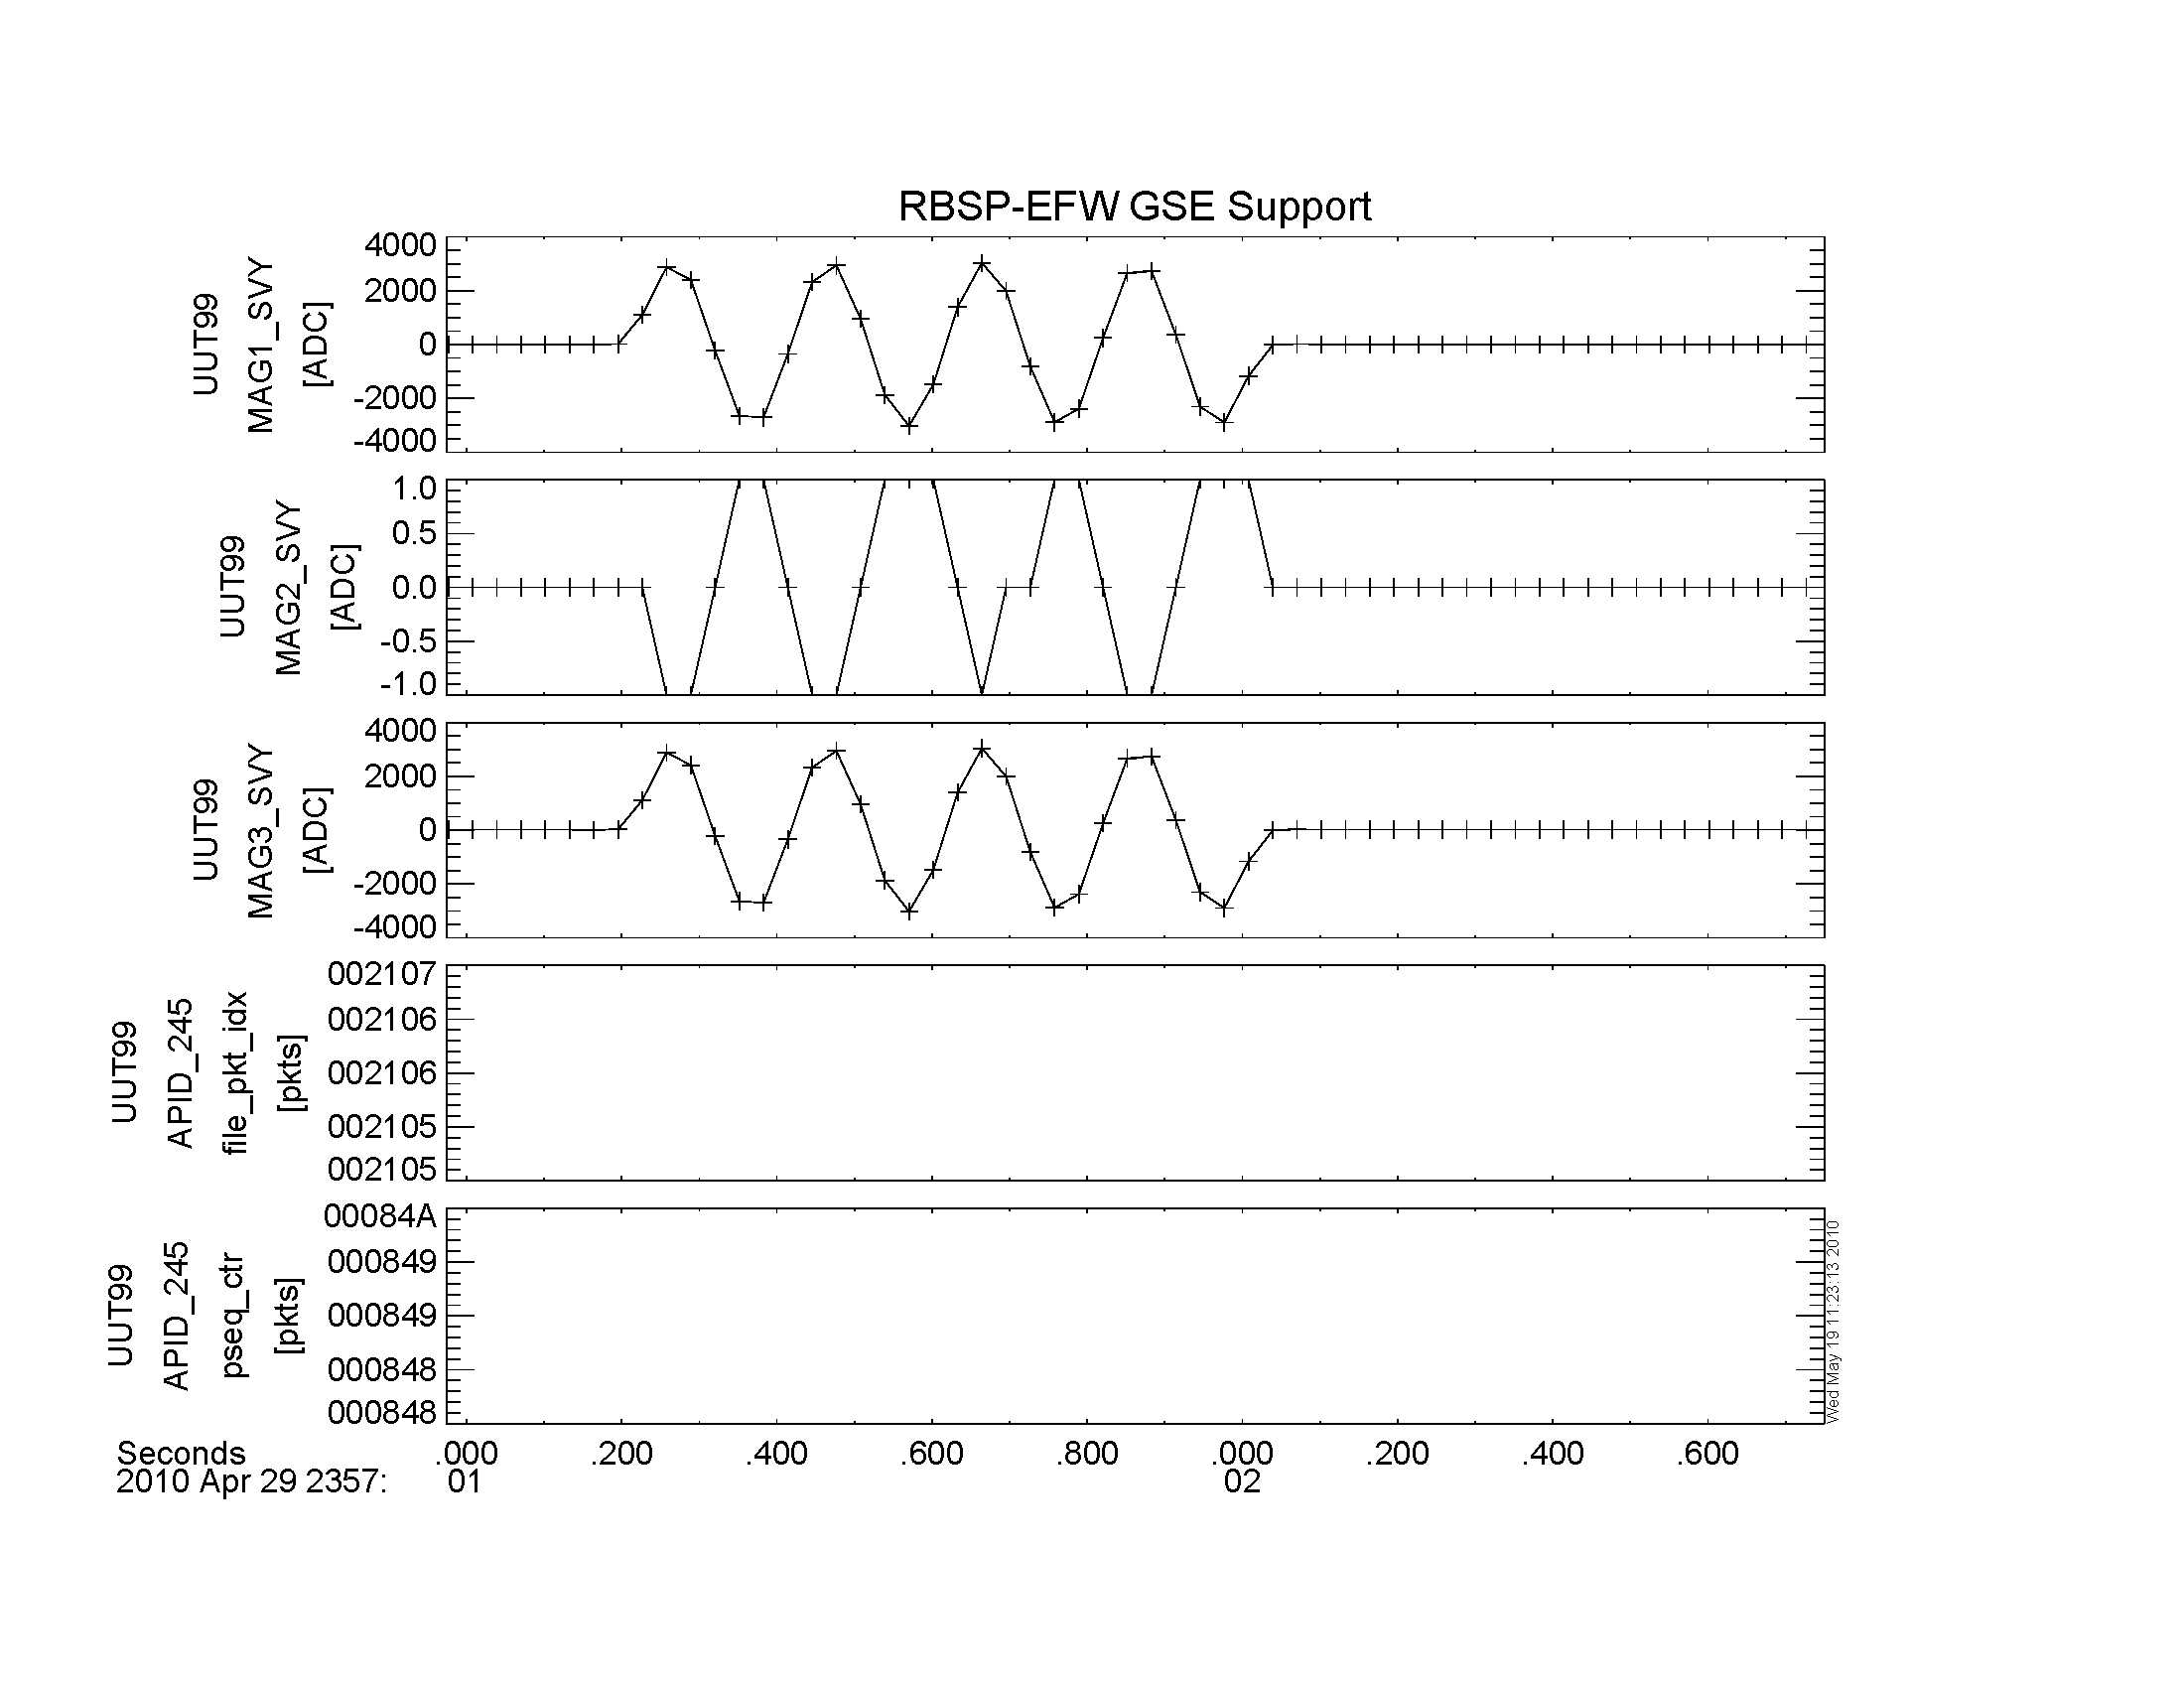 RBSP-EFW GSE Support
UUT99
MAG1_SVY
[ADC]
4000
2000
0
-2000
-4000
UUT99
MAG2_SVY
[ADC]
1.0
0.5
0.0
-0.5
-1.0
UUT99
MAG3_SVY
[ADC]
4000
2000
0
-2000
-4000
UUT99
APID_245
file_pkt_idx
[pkts]
002107
002106
002106
002105
002105
UUT99
APID_245
pseq_ctr
[pkts]
00084A
000849
000849
000848
000848
Wed May 19 11:23:13 2010
Seconds .000 .200 .400 .600 .800 .000 .200 .400 .600
2010 Apr 29 2357: 01 02